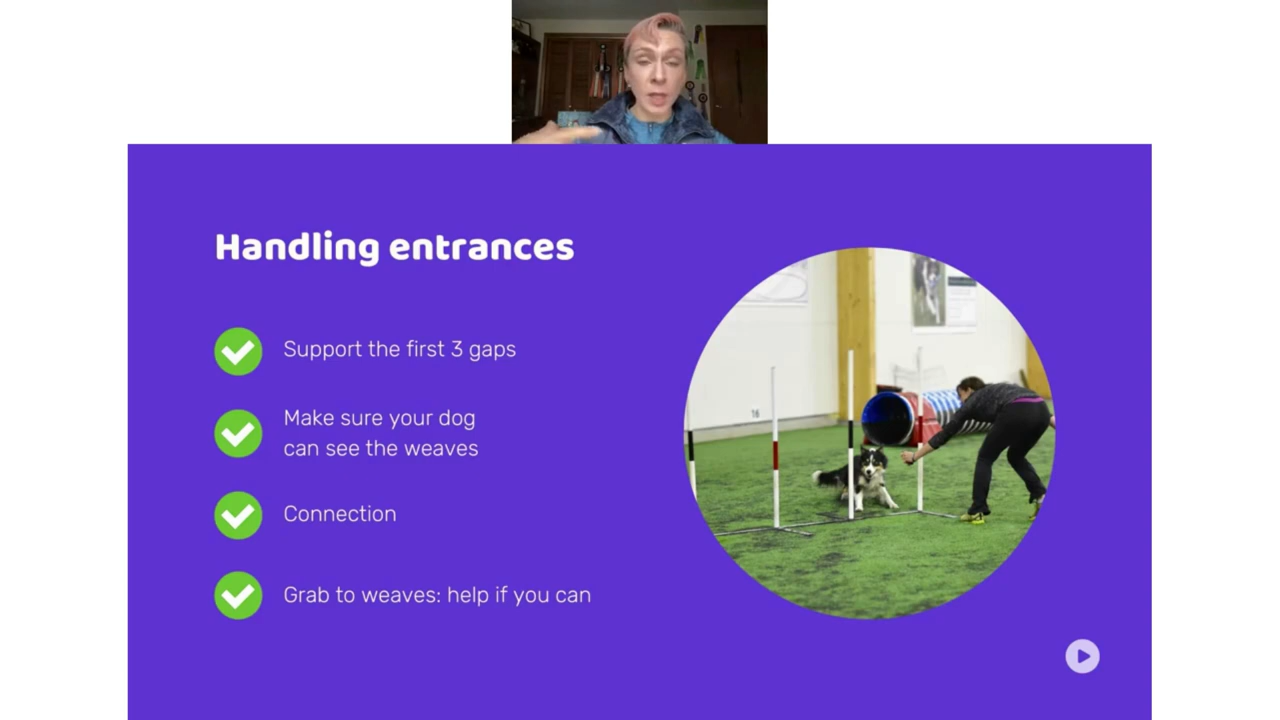 Handling entrances
Support the first 3 gaps
Make sure your dog
can see the weaves
Connection
Grab to weaves: help if you can
16